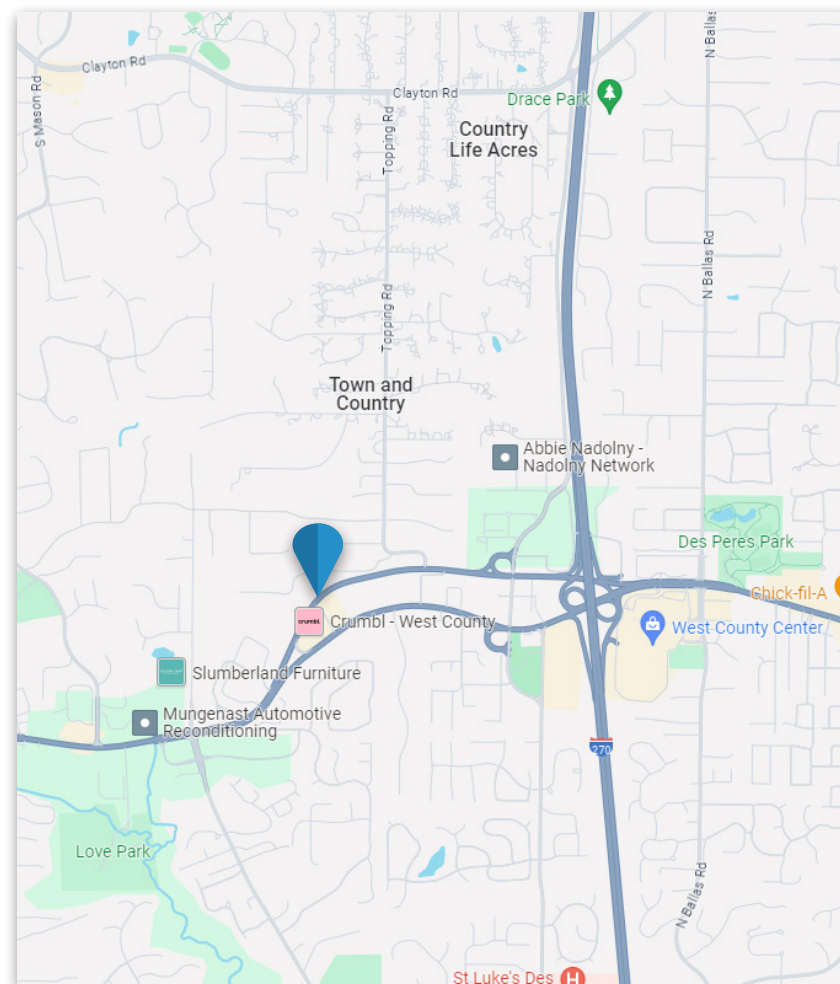 N Ballas
Clayton Rd
S Mason Rd
Clayton Rd
Drace Park
Topping Rd
Country
Life Acres
N Ballas Rd
Topping Rd
Town and
Country
Abbie Nadolny -
Nadolny Network
Des Peres Park
Chick-fil-A
crumbl
Crumbl - West County
West County Center
Slumberland Furniture
Mungenast Automotive
Reconditioning
270
Love Park
N Ballas Rd
St Luke's Des
H